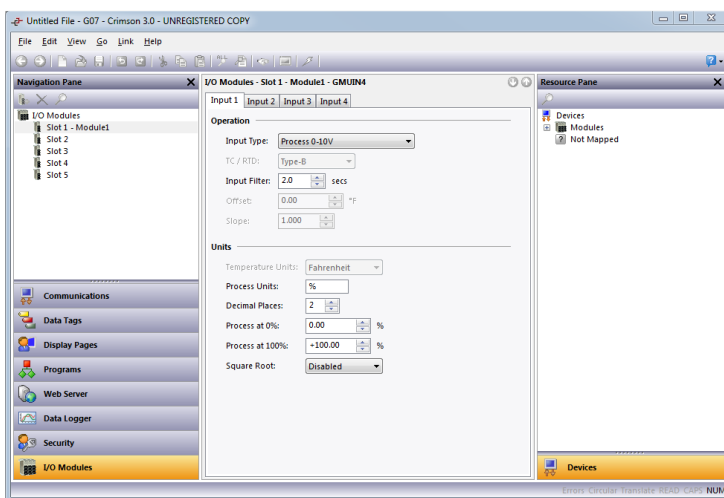 Untitled File - G07 - Crimson 3.0 - UNREGISTERED COPY
File Edit View Go Link Help
Navigation Pane
I/O Modules
Slot 1 - Module1
Slot 2
Slot 3
Slot 4
Slot 5
Communications
Data Tags
Display Pages
Programs
Web Server
Data Logger
Security
I/O Modules
I/O Modules - Slot 1 - Module1 - GMUIN4
Input 1 Input 2 Input 3 Input 4
Operation
Input Type: Process 0-10V
TC / RTD: Type-B
Input Filter: 2.0 secs
Offset: 0.00 °F
Slope: 1.000
Units
Temperature Units: Fahrenheit
Process Units: %
Decimal Places: 2
Process at 0%: 0.00 %
Process at 100%: +100.00 %
Square Root: Disabled
Resource Pane
Devices
Modules
Not Mapped
Devices
Errors Circular Translate READ CAPS NUM